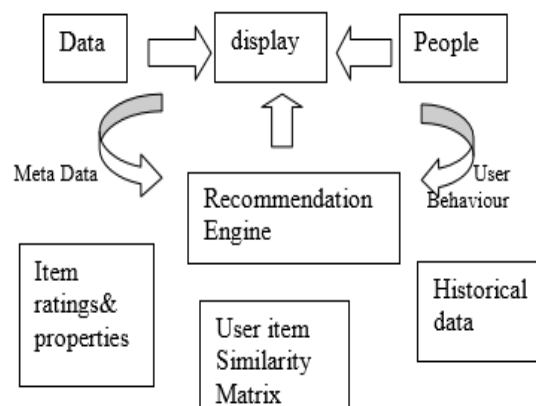 Data
display
People
Meta Data
User
Behaviour
Recommendation
Engine
Item
ratings&
properties
Historical
data
User item
Similarity
Matrix